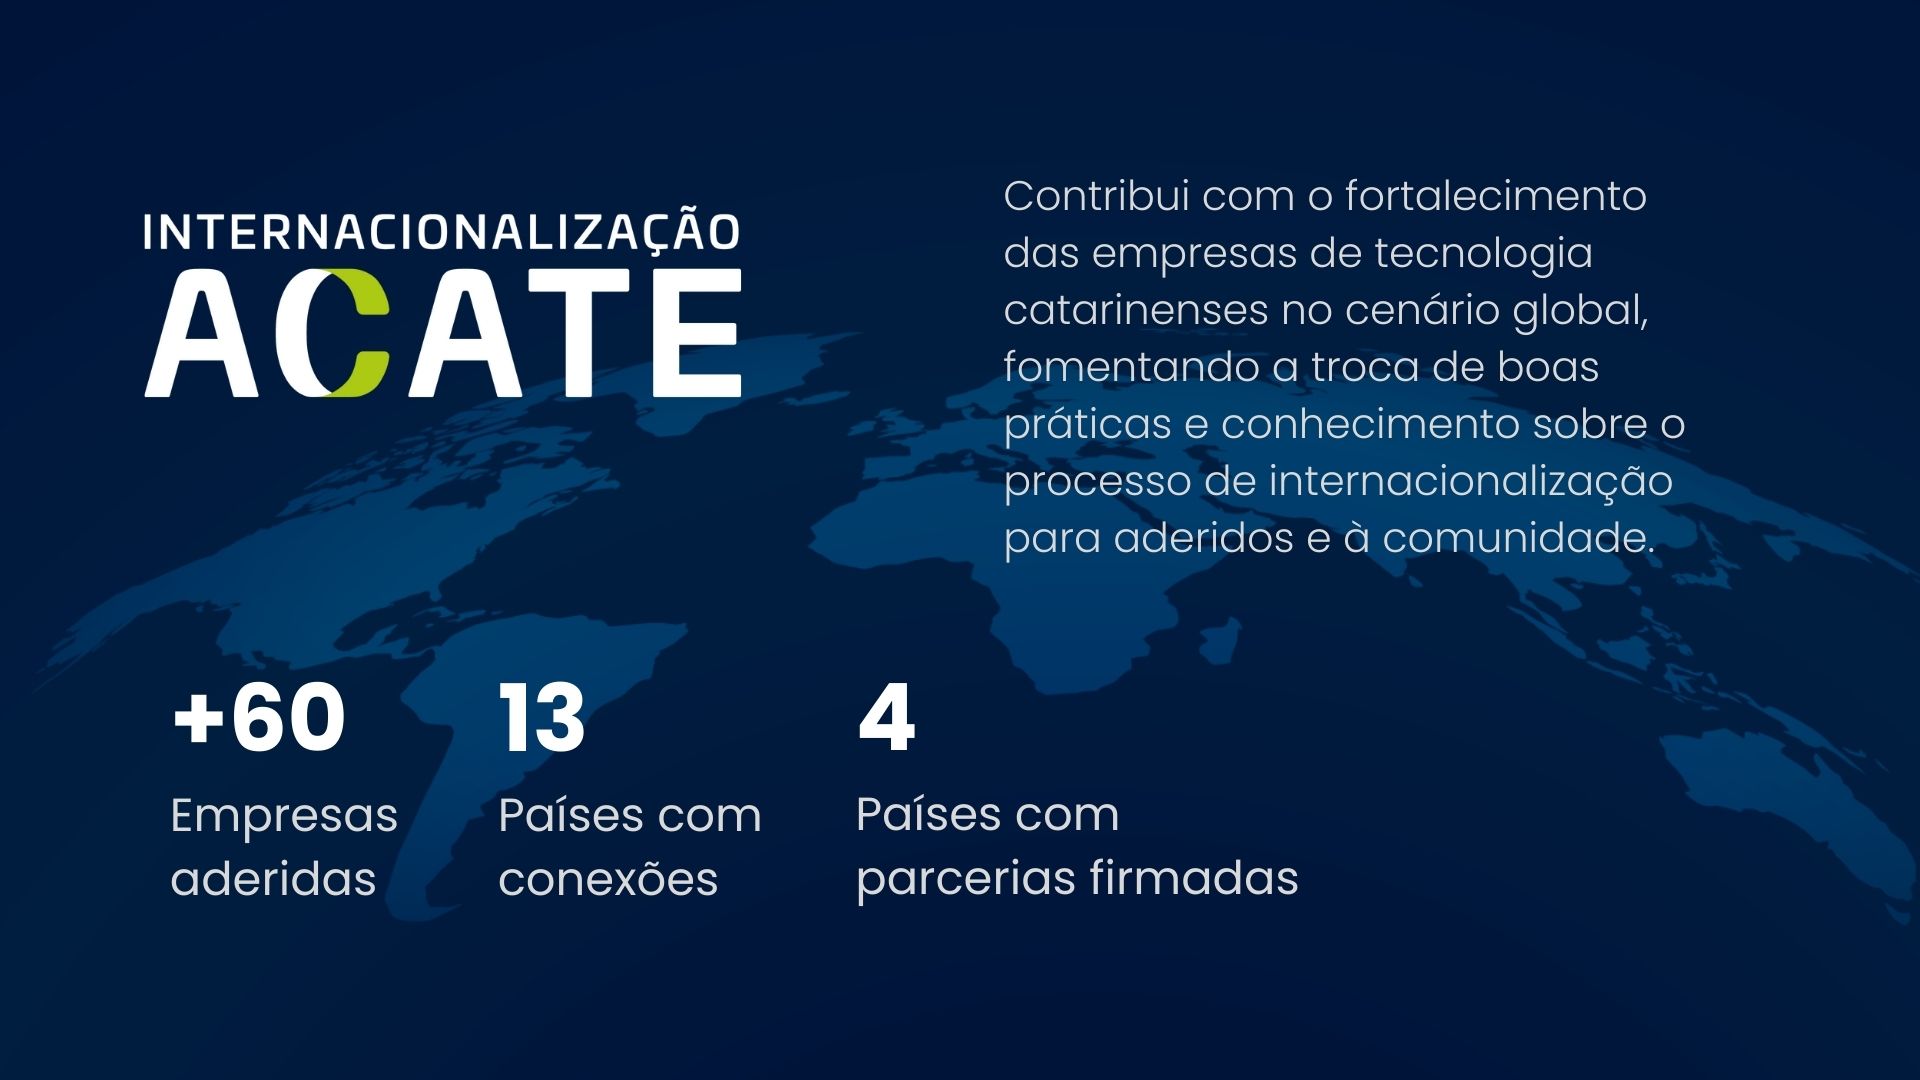 INTERNACIONALIZAÇÃO
ACATE
Contribui com o fortalecimento
das empresas de tecnologia
catarinenses no cenário global,
fomentando a troca de boas
práticas e conhecimento sobre o
processo de internacionalização
para aderidos e à comunidade.
+60
Empresas
aderidas
13
Países com
conexões
4
Países com
parcerias firmadas